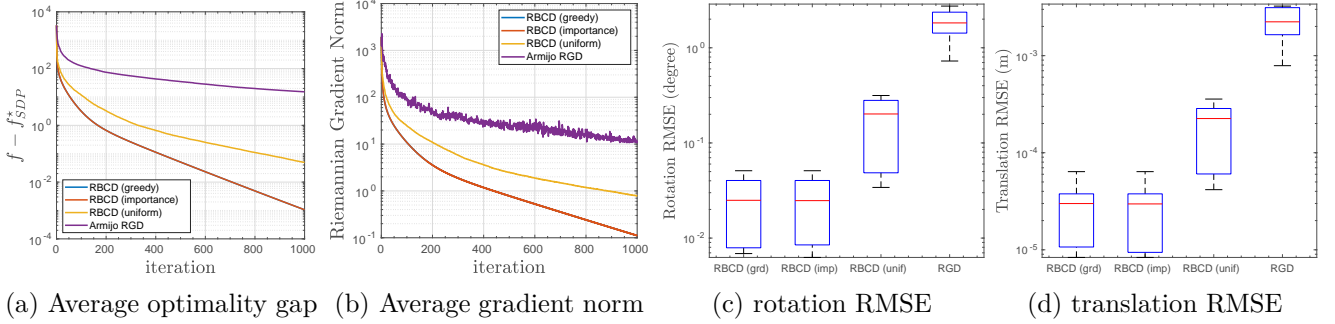 10^4
10^2
10^0
10^-2
10^-4
f − f*_SDP
RBCD (greedy)
RBCD (importance)
RBCD (uniform)
Armijo RGD
0 200 400 600 800 1000
iteration
(a) Average optimality gap
10^4
10^3
10^2
10^1
10^0
10^-1
Riemannian Gradient Norm
RBCD (greedy)
RBCD (importance)
RBCD (uniform)
Armijo RGD
0 200 400 600 800 1000
iteration
(b) Average gradient norm
10^0
10^-1
10^-2
Rotation RMSE (degree)
RBCD (grd) RBCD (imp) RBCD (unif) RGD
(c) rotation RMSE
10^-3
10^-4
10^-5
Translation RMSE (m)
RBCD (grd) RBCD (imp) RBCD (unif) RGD
(d) translation RMSE